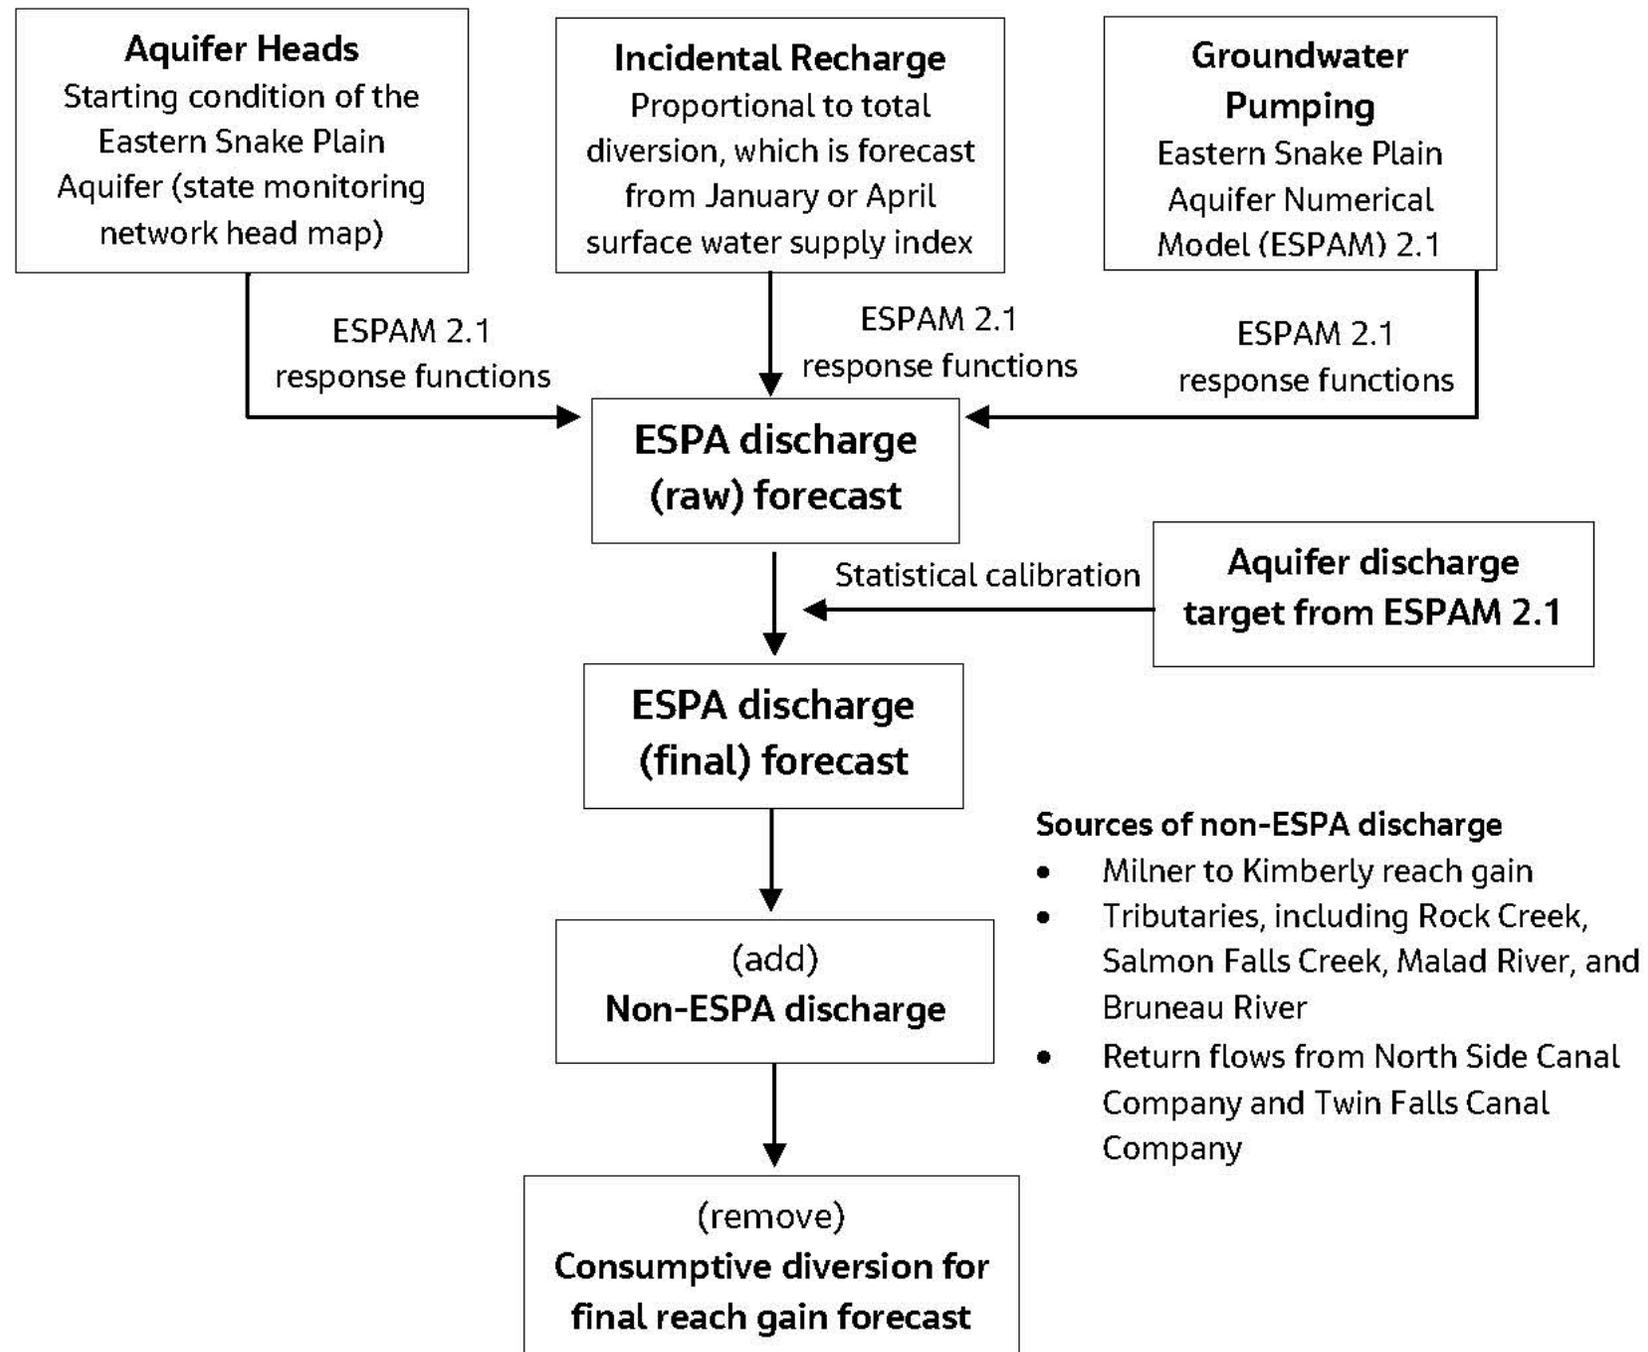 Aquifer Heads
Starting condition of the
Eastern Snake Plain
Aquifer (state monitoring
network head map)
Incidental Recharge
Proportional to total
diversion, which is forecast
from January or April
surface water supply index
Groundwater
Pumping
Eastern Snake Plain
Aquifer Numerical
Model (ESPAM) 2.1
ESPAM 2.1
response functions
ESPAM 2.1
response functions
ESPAM 2.1
response functions
ESPA discharge
(raw) forecast
Statistical calibration
Aquifer discharge
target from ESPAM 2.1
ESPA discharge
(final) forecast
(add)
Non-ESPA discharge
Sources of non-ESPA discharge
• Milner to Kimberly reach gain
• Tributaries, including Rock Creek,
Salmon Falls Creek, Malad River, and
Bruneau River
• Return flows from North Side Canal
Company and Twin Falls Canal
Company
(remove)
Consumptive diversion for
final reach gain forecast